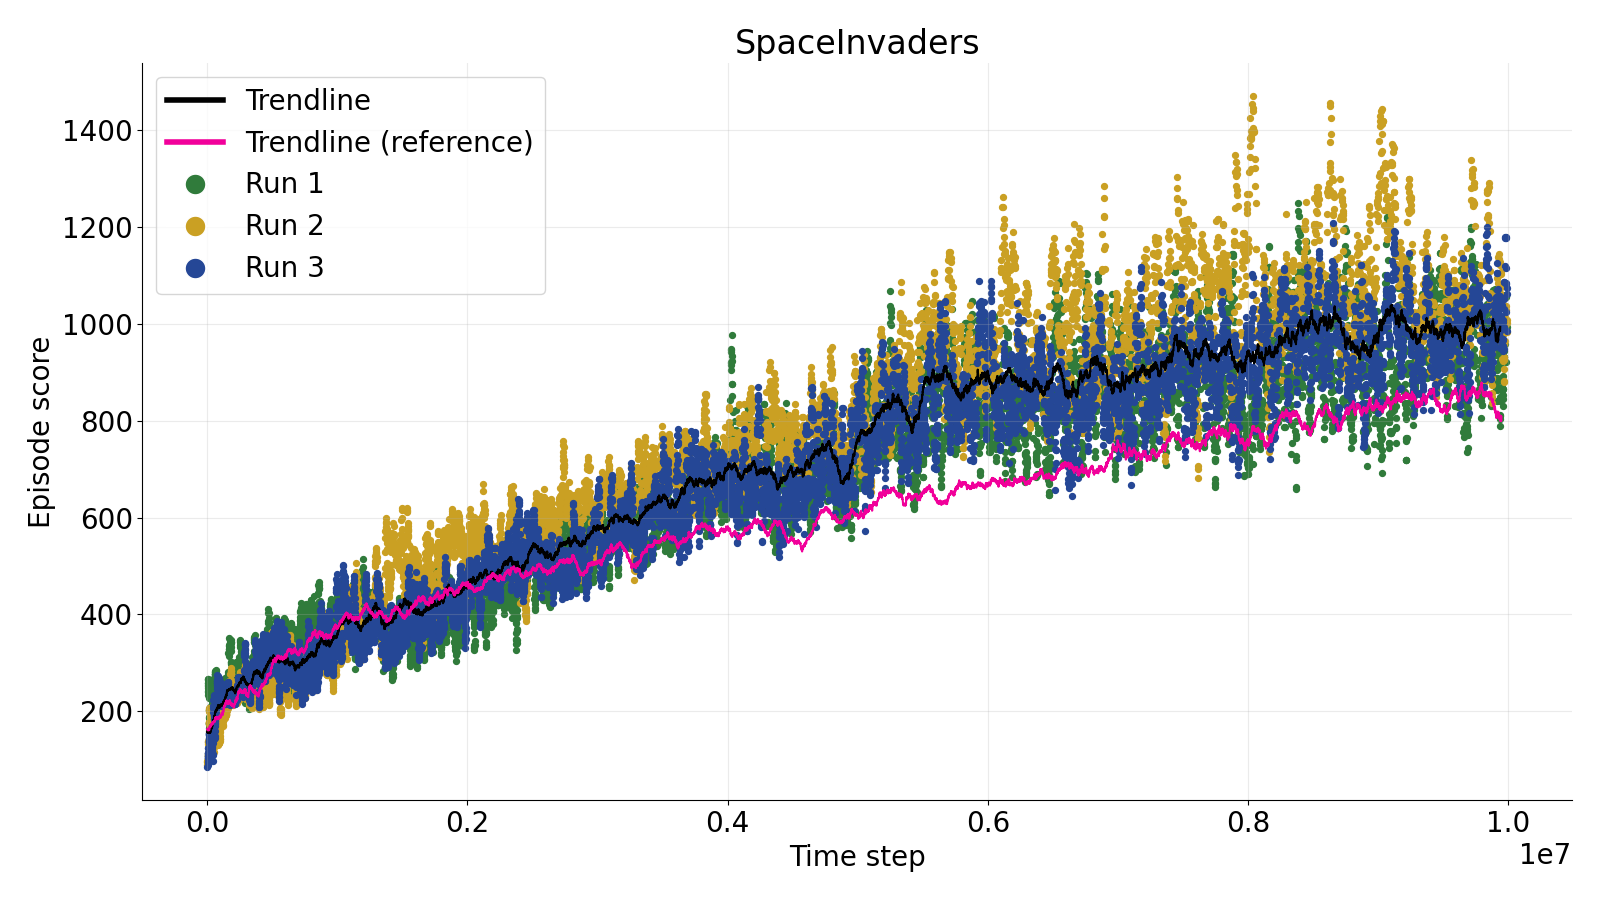 SpaceInvaders
Trendline
Trendline (reference)
Run 1
Run 2
Run 3
1400
1200
1000
800
600
400
200
Episode score
0.0 0.2 0.4 0.6 0.8 1.0
1e7
Time step